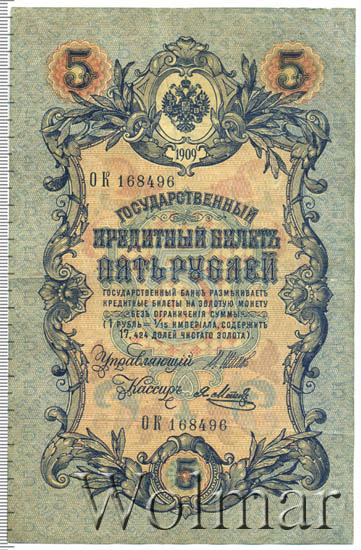 5 5
1909
ОК 168496
ГОСУДАРСТВЕННЫЙ
КРЕДИТНЫЙ БИЛЕТЪ
ПЯТЬ РУБЛЕЙ
ГОСУДАРСТВЕННЫЙ БАНКЪ РАЗМѢНИВАЕТЪ
КРЕДИТНЫЕ БИЛЕТЫ НА ЗОЛОТУЮ МОНЕТУ
БЕЗЪ ОГРАНИЧЕНІЯ СУММЫ
(1 РУБЛЬ = 1/15 ИМПЕРІАЛА, СОДЕРЖИТЪ
17,424 ДОЛЕЙ ЧИСТАГО ЗОЛОТА).
Управляющій
Кассиръ
ОК 168496
5
Wolmar